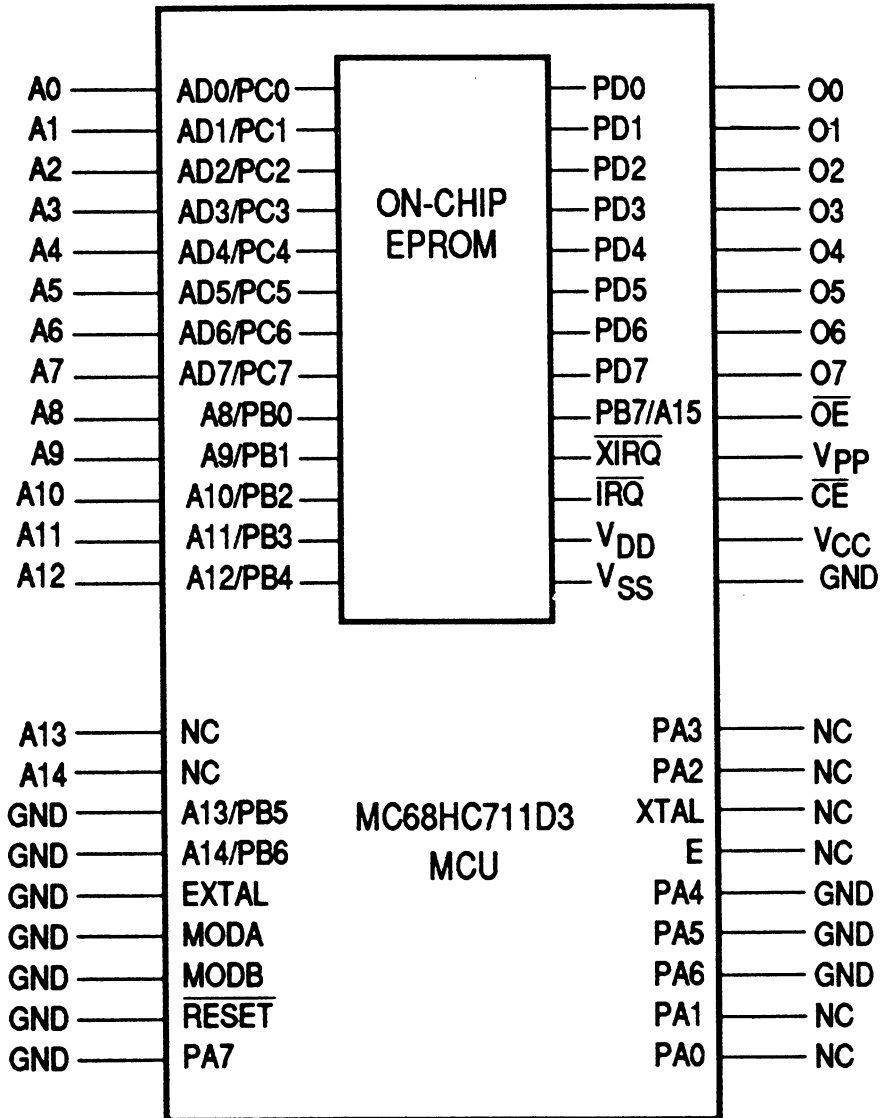 A0 AD0/PC0 PD0 O0
A1 AD1/PC1 PD1 O1
A2 AD2/PC2 PD2 O2
A3 AD3/PC3 ON-CHIP PD3 O3
A4 AD4/PC4 EPROM PD4 O4
A5 AD5/PC5 PD5 O5
A6 AD6/PC6 PD6 O6
A7 AD7/PC7 PD7 O7
A8 A8/PB0 PB7/A15 O̅E̅
A9 A9/PB1 X̅I̅R̅Q̅ VPP
A10 A10/PB2 I̅R̅Q̅ C̅E̅
A11 A11/PB3 VDD VCC
A12 A12/PB4 VSS GND
A13 NC PA3 NC
A14 NC PA2 NC
GND A13/PB5 MC68HC711D3 XTAL NC
GND A14/PB6 MCU E NC
GND EXTAL PA4 GND
GND MODA PA5 GND
GND MODB PA6 GND
GND R̅E̅S̅E̅T̅ PA1 NC
GND PA7 PA0 NC